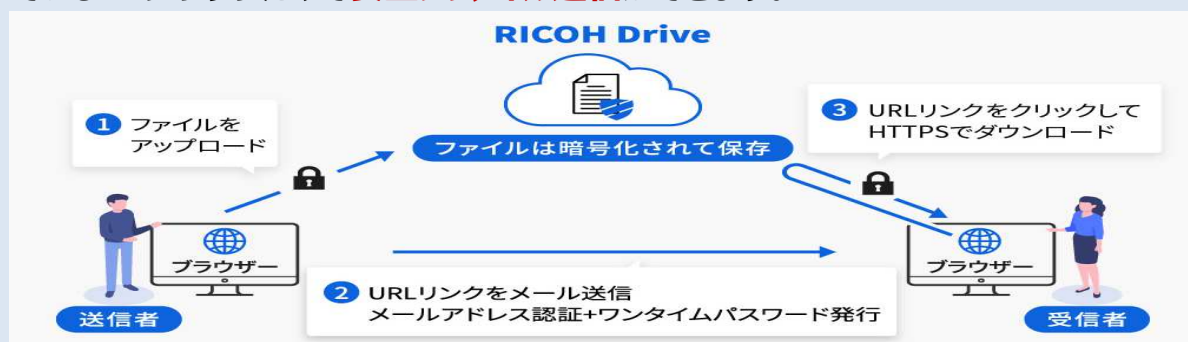 RICOH Drive
1 ファイルを
アップロード
ファイルは暗号化されて保存
3 URLリンクをクリックして
HTTPSでダウンロード
ブラウザー
ブラウザー
2 URLリンクをメール送信
メールアドレス認証+ワンタイムパスワード発行
送信者
受信者